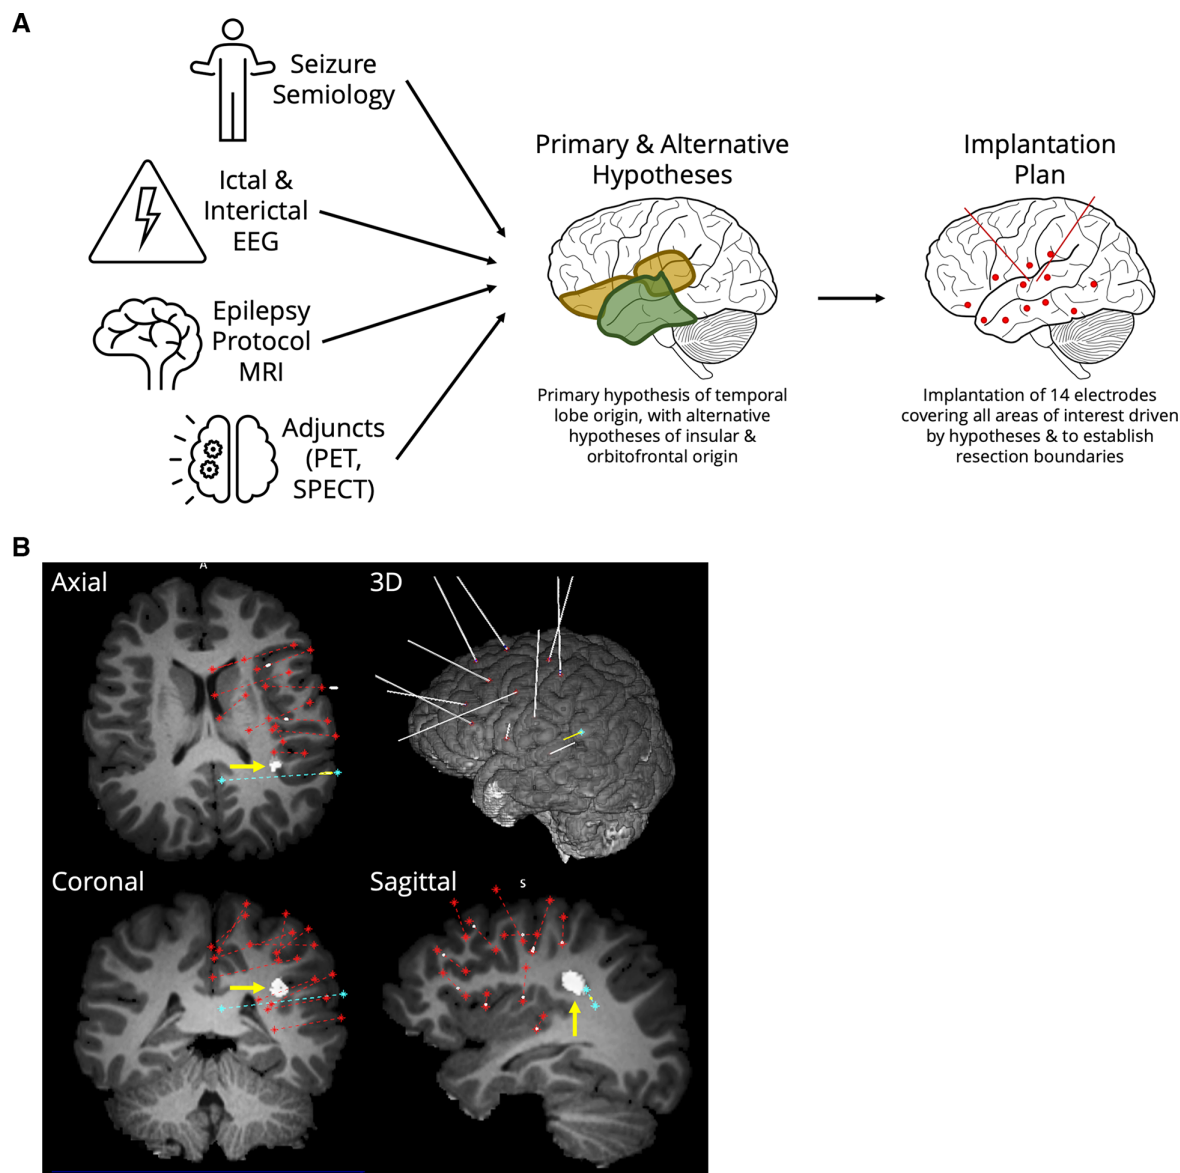 A
Seizure
Semiology
Ictal &
Interictal
EEG
Epilepsy
Protocol
MRI
Adjuncts
(PET,
SPECT)
Primary & Alternative
Hypotheses
Primary hypothesis of temporal
lobe origin, with alternative
hypotheses of insular &
orbitofrontal origin
Implantation
Plan
Implantation of 14 electrodes
covering all areas of interest driven
by hypotheses & to establish
resection boundaries
B
Axial
A
3D
Coronal
Sagittal
S